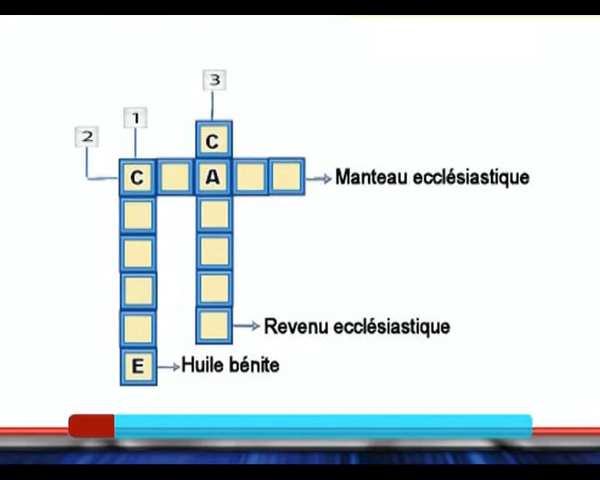 3
1
2
C
C A
Manteau ecclésiastique
Revenu ecclésiastique
E
Huile bénite